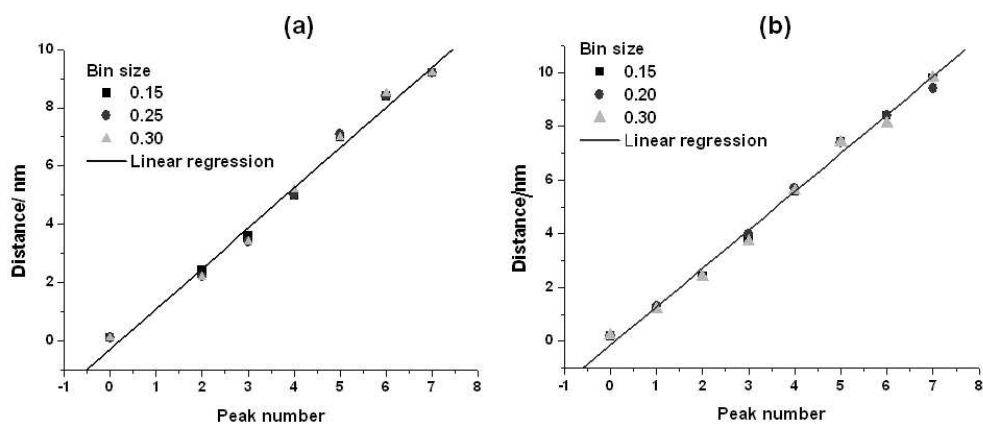 (a)
Bin size
0.15
0.25
0.30
Linear regression
Distance/ nm
10
8
6
4
2
0
-1 0 1 2 3 4 5 6 7 8
Peak number
(b)
Bin size
0.15
0.20
0.30
Linear regression
Distance/nm
10
8
6
4
2
0
-1 0 1 2 3 4 5 6 7 8
Peak number